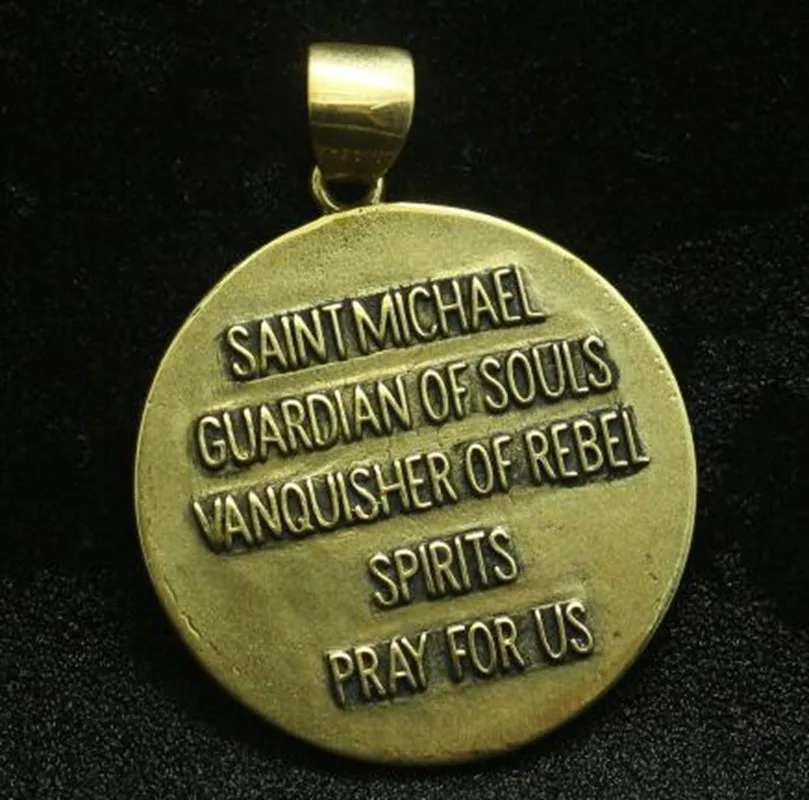 SAINT MICHAEL
GUARDIAN OF SOULS
VANQUISHER OF REBEL
SPIRITS
PRAY FOR US